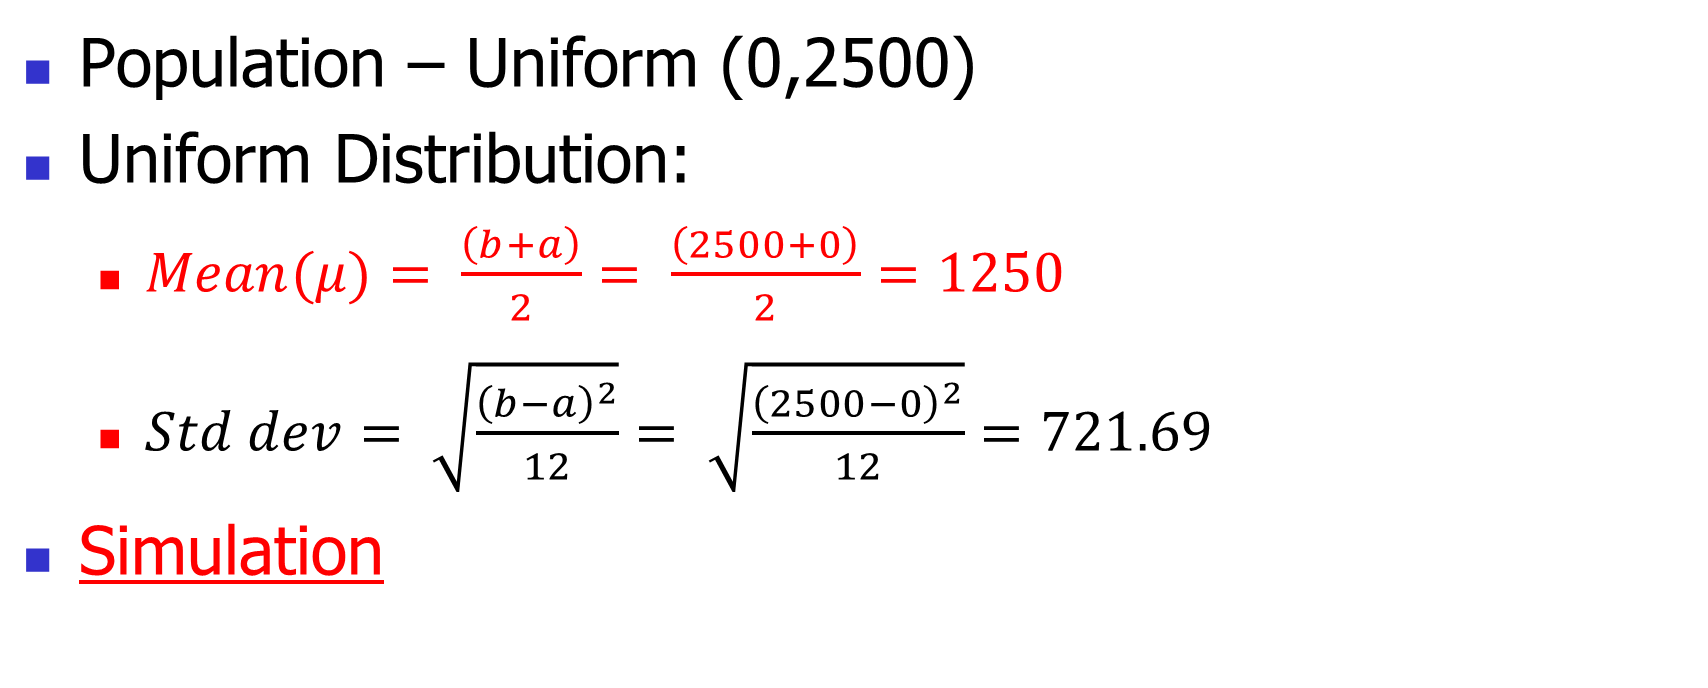 ▪ Population – Uniform (0,2500)
▪ Uniform Distribution:
▪ Mean(μ) = (b+a)/2 = (2500+0)/2 = 1250
▪ Std dev = √((b−a)²/12) = √((2500−0)²/12) = 721.69
▪ Simulation